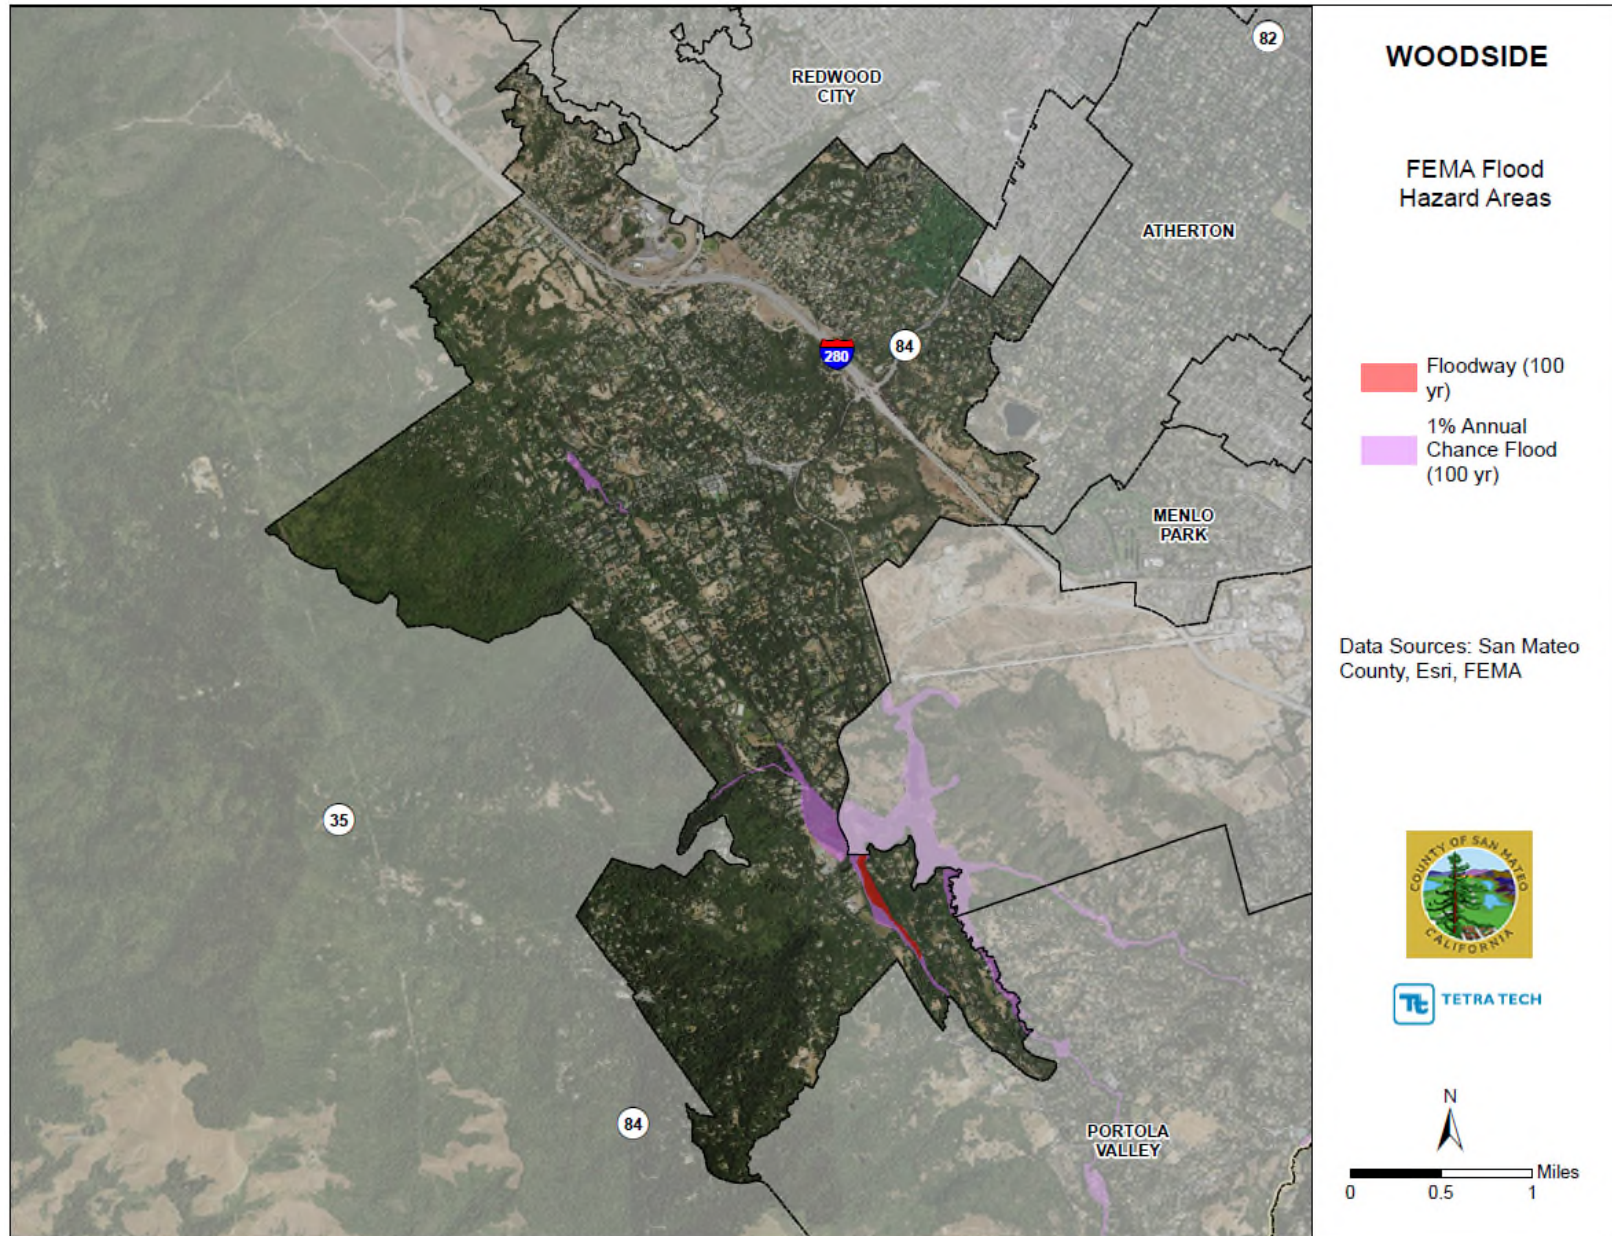 WOODSIDE
FEMA Flood
Hazard Areas
Floodway (100
yr)
1% Annual
Chance Flood
(100 yr)
Data Sources: San Mateo
County, Esri, FEMA
COUNTY OF SAN MATEO
CALIFORNIA
Tt TETRA TECH
N
Miles
0 0.5 1
82
REDWOOD
CITY
ATHERTON
280
84
MENLO
PARK
35
84
PORTOLA
VALLEY